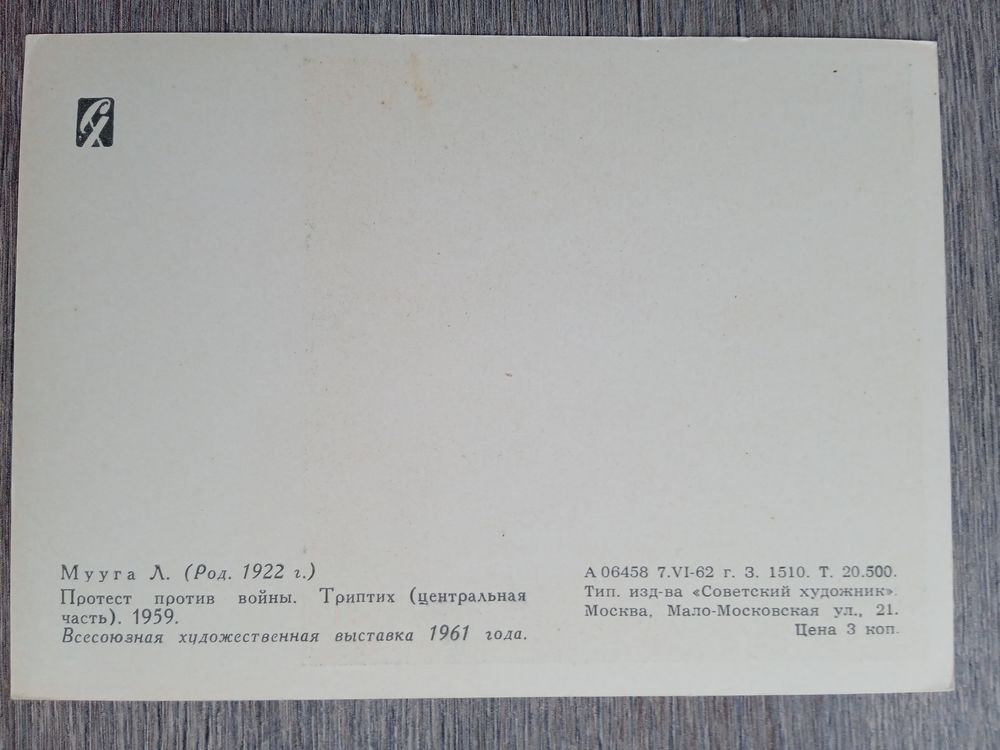 СХ
Мууга Л. (Род. 1922 г.)
Протест против войны. Триптих (центральная
часть). 1959.
Всесоюзная художественная выставка 1961 года.
А 06458 7.VI-62 г. З. 1510. Т. 20.500.
Тип. изд-ва «Советский художник».
Москва, Мало-Московская ул., 21.
Цена 3 коп.